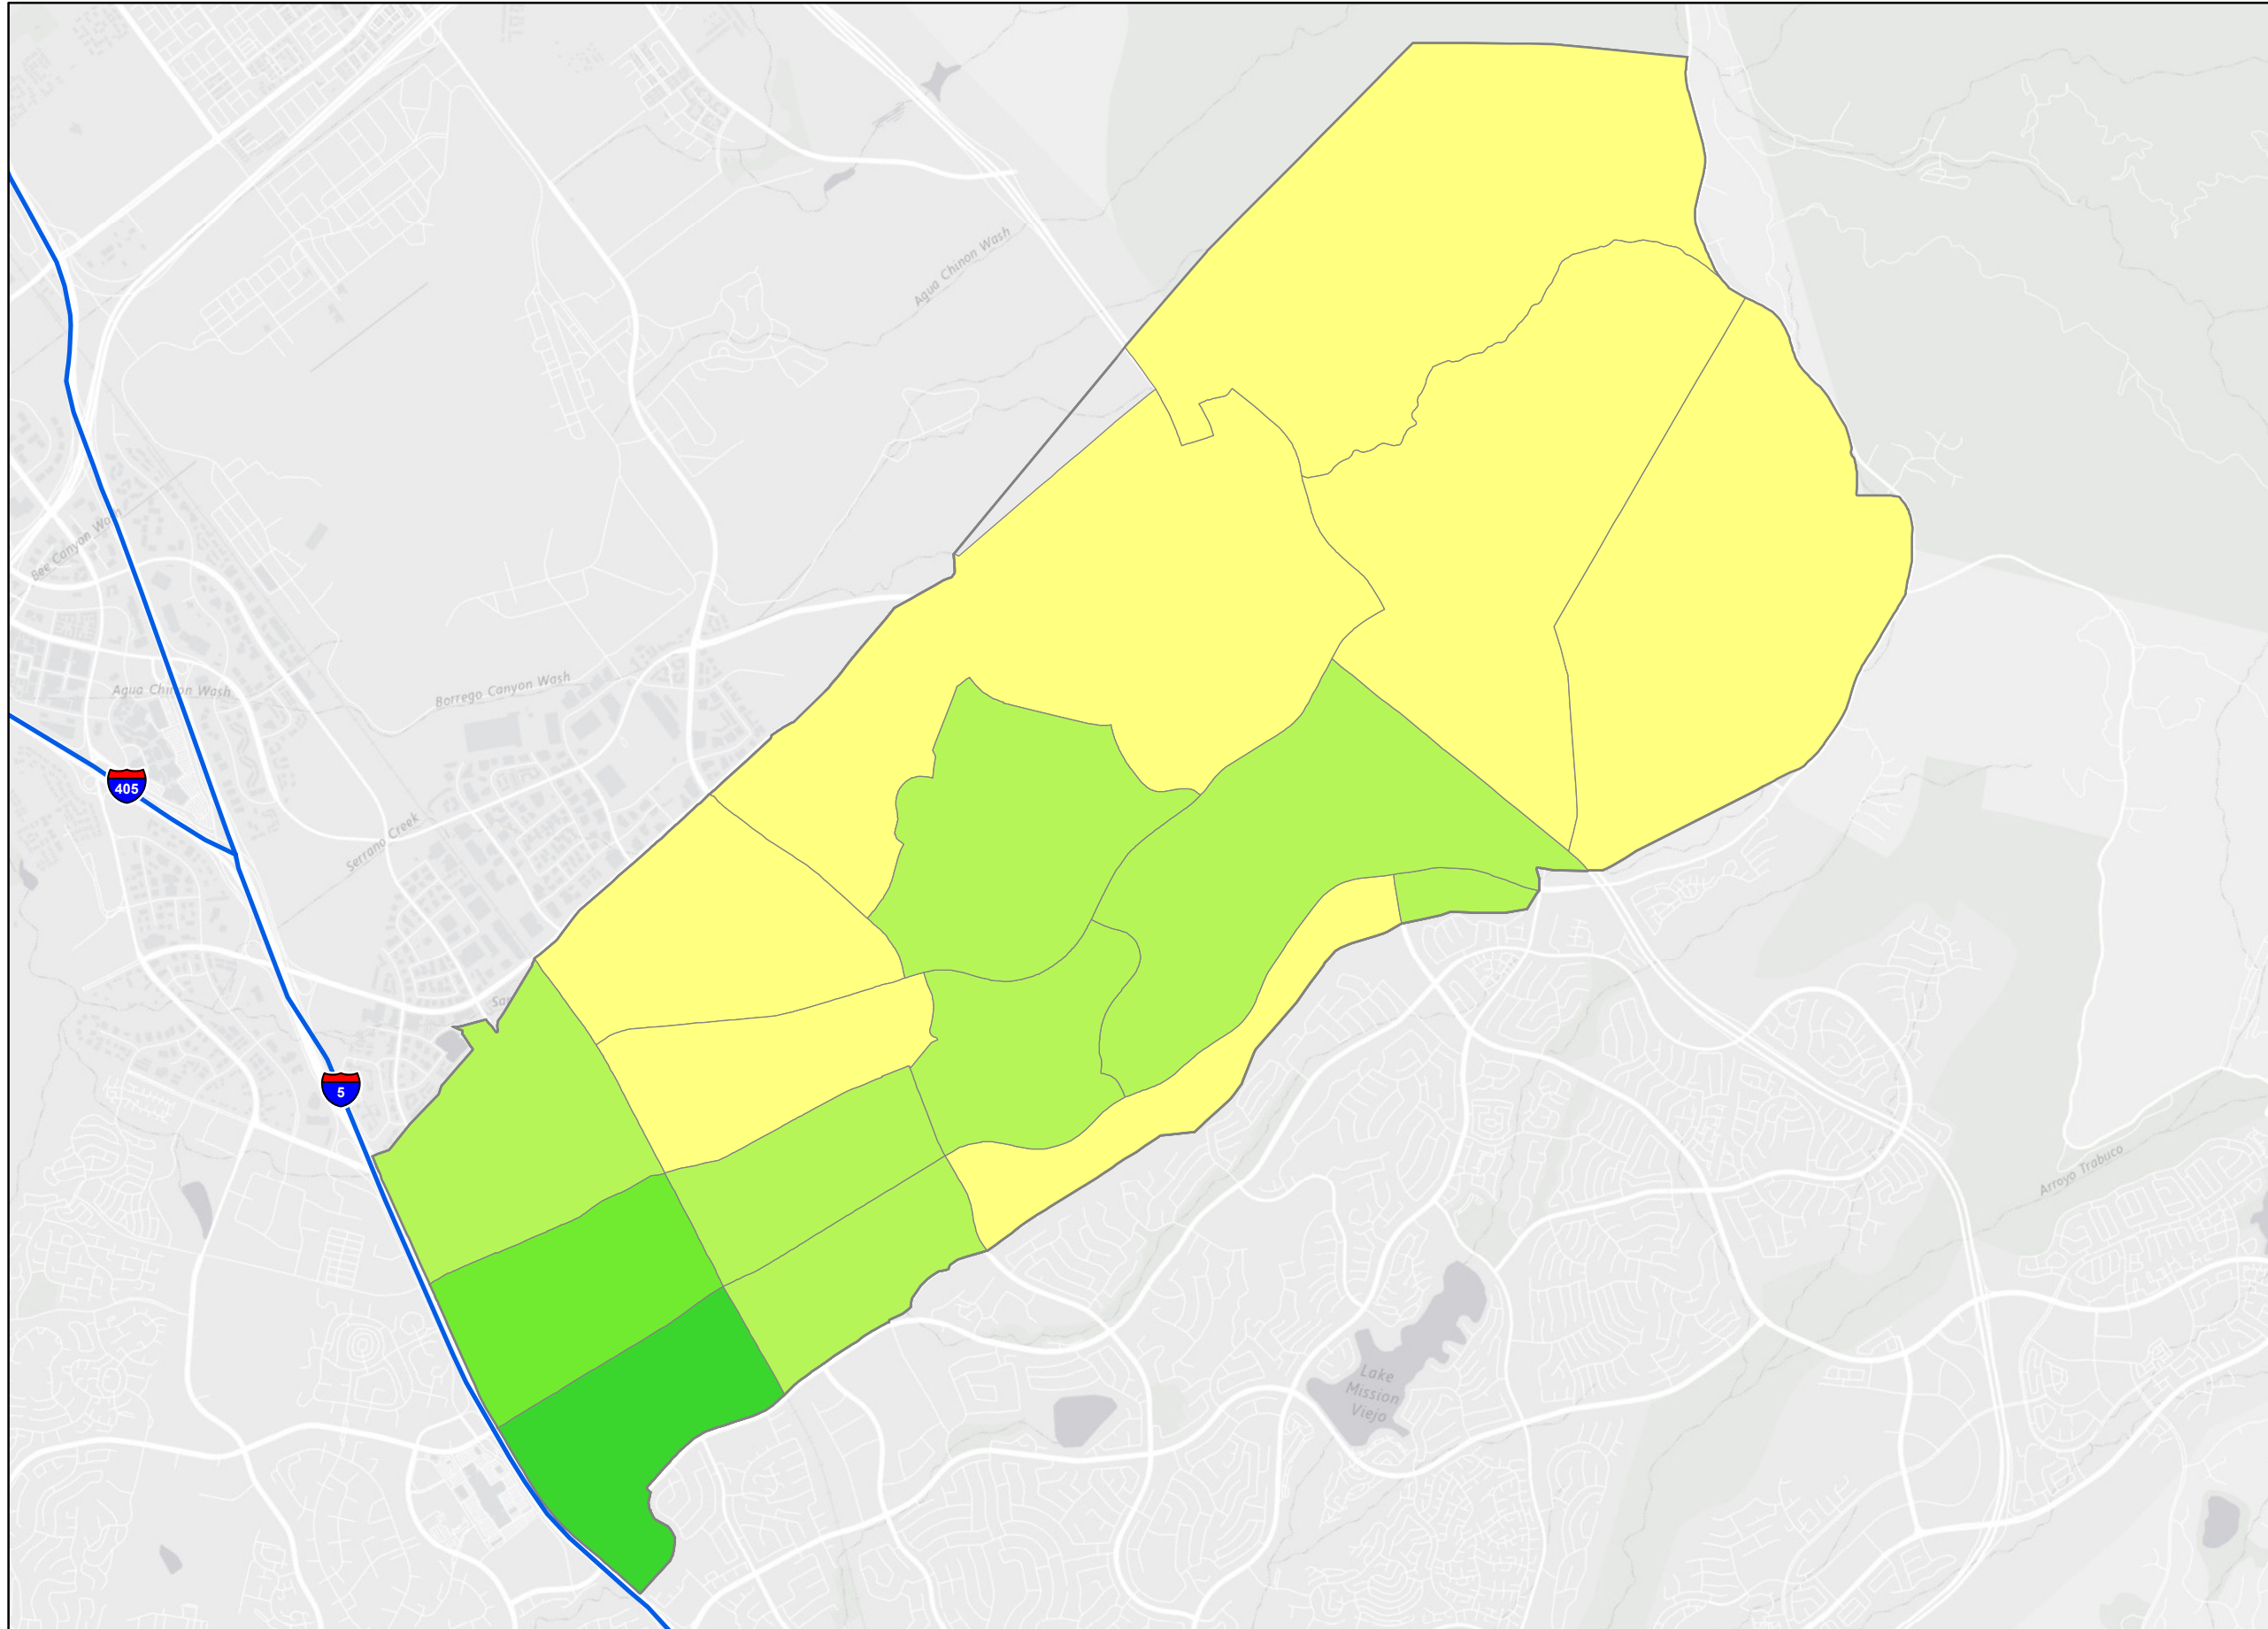 Agua Chinon Wash
Bee Canyon Wash
Agua Chinon Wash
Borrego Canyon Wash
405
Serrano Creek
5
Arroyo Trabuco
Lake
Mission
Viejo